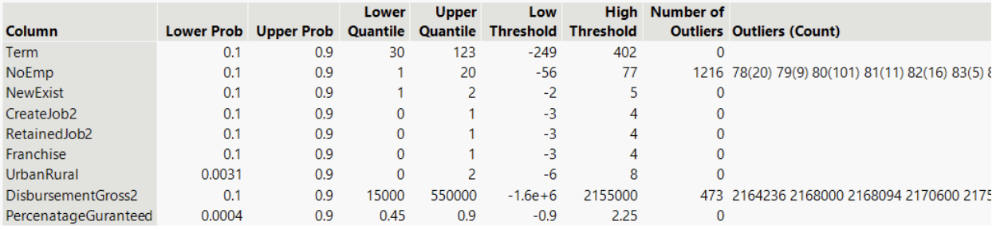 Lower Upper Low High Number of
Column Lower Prob Upper Prob Quantile Quantile Threshold Threshold Outliers Outliers (Count)
Term 0.1 0.9 30 123 -249 402 0
NoEmp 0.1 0.9 1 20 -56 77 1216 78(20) 79(9) 80(101) 81(11) 82(16) 83(5) 8
NewExist 0.1 0.9 1 2 -2 5 0
CreateJob2 0.1 0.9 0 1 -3 4 0
RetainedJob2 0.1 0.9 0 1 -3 4 0
Franchise 0.1 0.9 0 1 -3 4 0
UrbanRural 0.0031 0.9 0 2 -6 8 0
DisbursementGross2 0.1 0.9 15000 550000 -1.6e+6 2155000 473 2164236 2168000 2168094 2170600 2175
PercenatageGuranteed 0.0004 0.9 0.45 0.9 -0.9 2.25 0